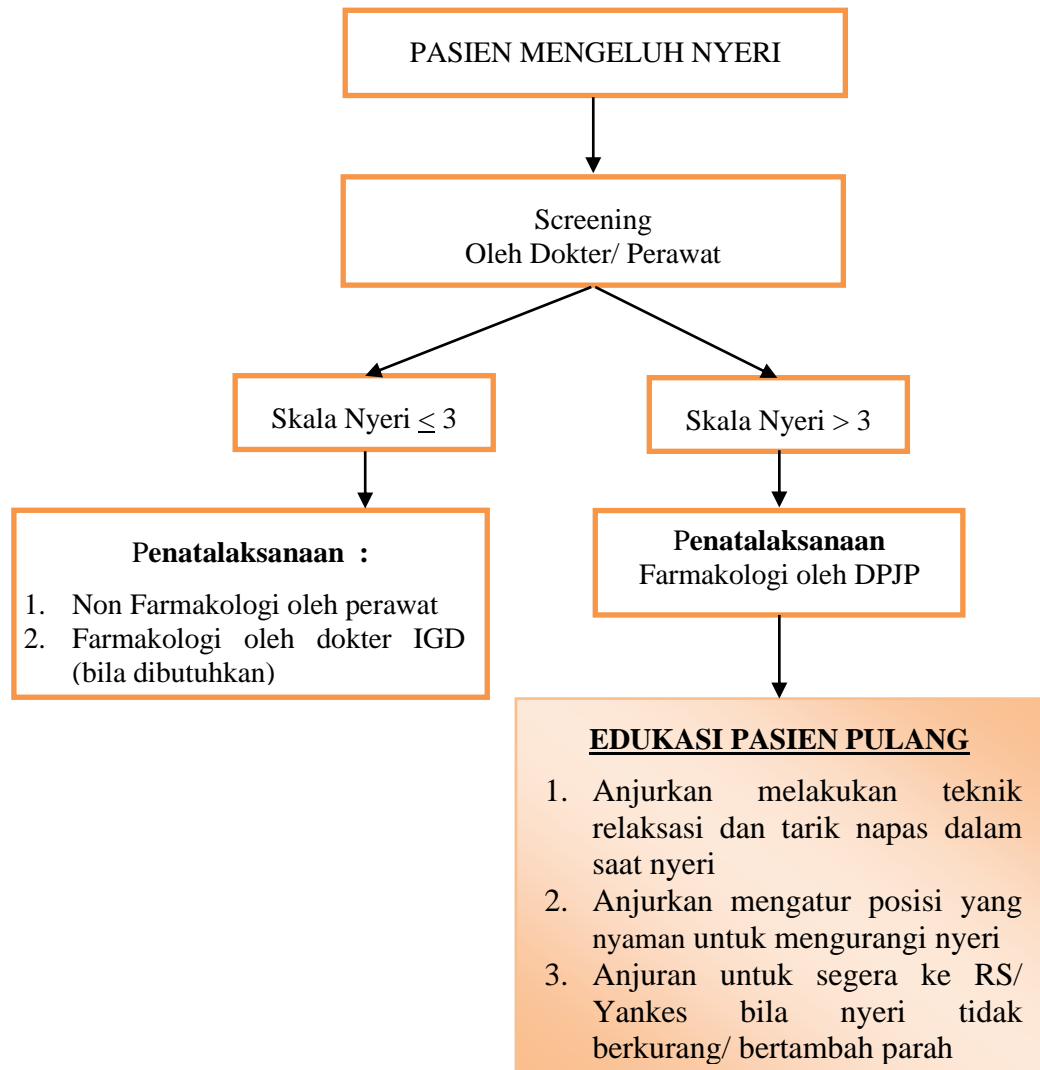 PASIEN MENGELUH NYERI
Screening
Oleh Dokter/ Perawat
Skala Nyeri ≤ 3
Skala Nyeri > 3
Penatalaksanaan :
1. Non Farmakologi oleh perawat
2. Farmakologi oleh dokter IGD
(bila dibutuhkan)
Penatalaksanaan
Farmakologi oleh DPJP
EDUKASI PASIEN PULANG
1. Anjurkan melakukan teknik
relaksasi dan tarik napas dalam
saat nyeri
2. Anjurkan mengatur posisi yang
nyaman untuk mengurangi nyeri
3. Anjuran untuk segera ke RS/
Yankes bila nyeri tidak
berkurang/ bertambah parah